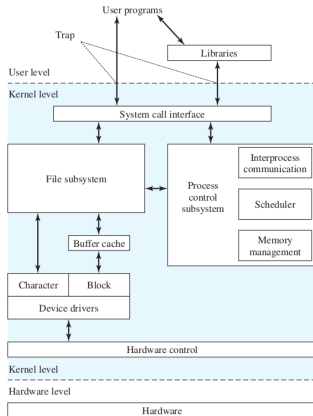 User programs
Trap
Libraries
User level
Kernel level
System call interface
File subsystem
Process
control
subsystem
Interprocess
communication
Scheduler
Memory
management
Buffer cache
Character
Block
Device drivers
Hardware control
Kernel level
Hardware level
Hardware